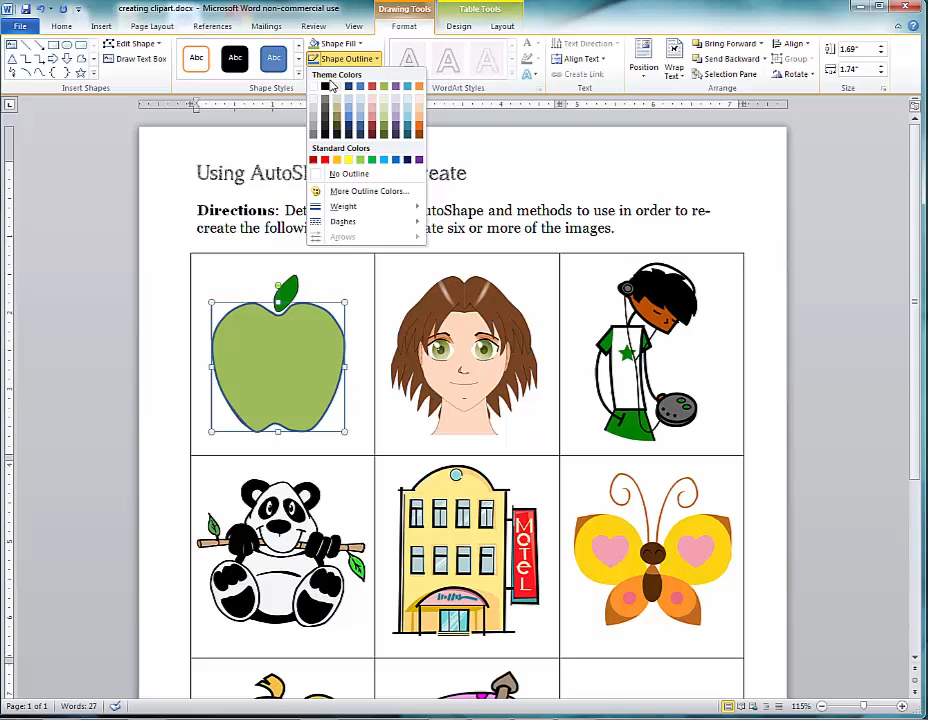 creating clipart.docx - Microsoft Word non-commercial use
Drawing Tools
Table Tools
File
Home
Insert
Page Layout
References
Mailings
Review
View
Format
Design
Layout
Edit Shape
Draw Text Box
Insert Shapes
Abc
Abc
Abc
Shape Fill
Shape Outline
Shape Styles
WordArt Styles
Text Direction
Align Text
Create Link
Text
Position
Wrap Text
Bring Forward
Send Backward
Selection Pane
Align
Group
Rotate
Arrange
1.69"
1.74"
Size
Theme Colors
Standard Colors
No Outline
More Outline Colors...
Weight
Dashes
Arrows
Using AutoS
Directions: Det utoShape and methods to use in order to re-
create the follow ate six or more of the images.
MOTEL
Page: 1 of 1
Words: 27
115%